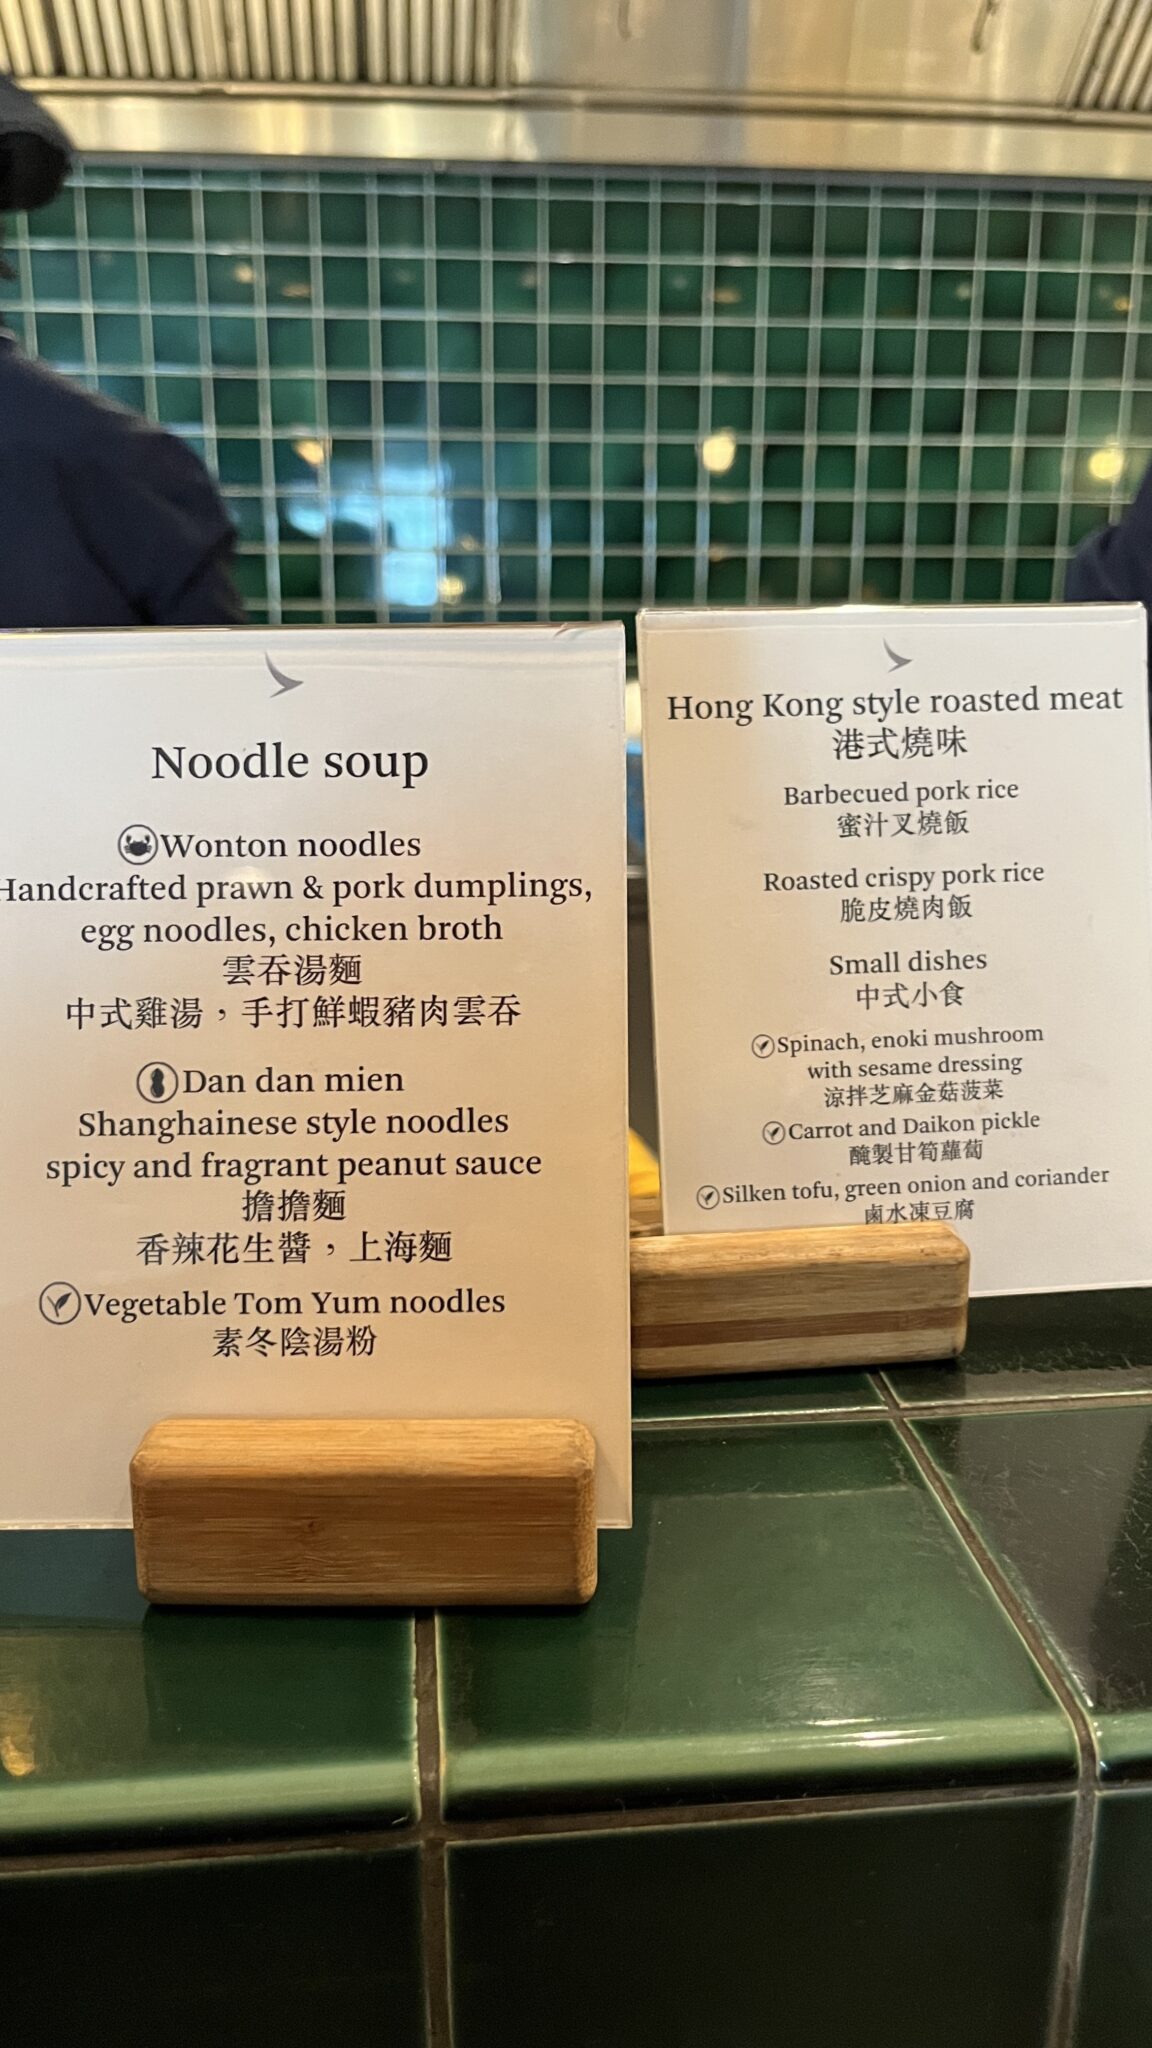 Noodle soup
Wonton noodles
Handcrafted prawn & pork dumplings,
egg noodles, chicken broth
雲吞湯麵
中式雞湯，手打鮮蝦豬肉雲吞
Dan dan mien
Shanghainese style noodles
spicy and fragrant peanut sauce
擔擔麵
香辣花生醬，上海麵
Vegetable Tom Yum noodles
素冬陰湯粉
Hong Kong style roasted meat
港式燒味
Barbecued pork rice
蜜汁叉燒飯
Roasted crispy pork rice
脆皮燒肉飯
Small dishes
中式小食
Spinach, enoki mushroom
with sesame dressing
涼拌芝麻金菇菠菜
Carrot and Daikon pickle
醃製甘筍蘿蔔
Silken tofu, green onion and coriander
鹵水凍豆腐